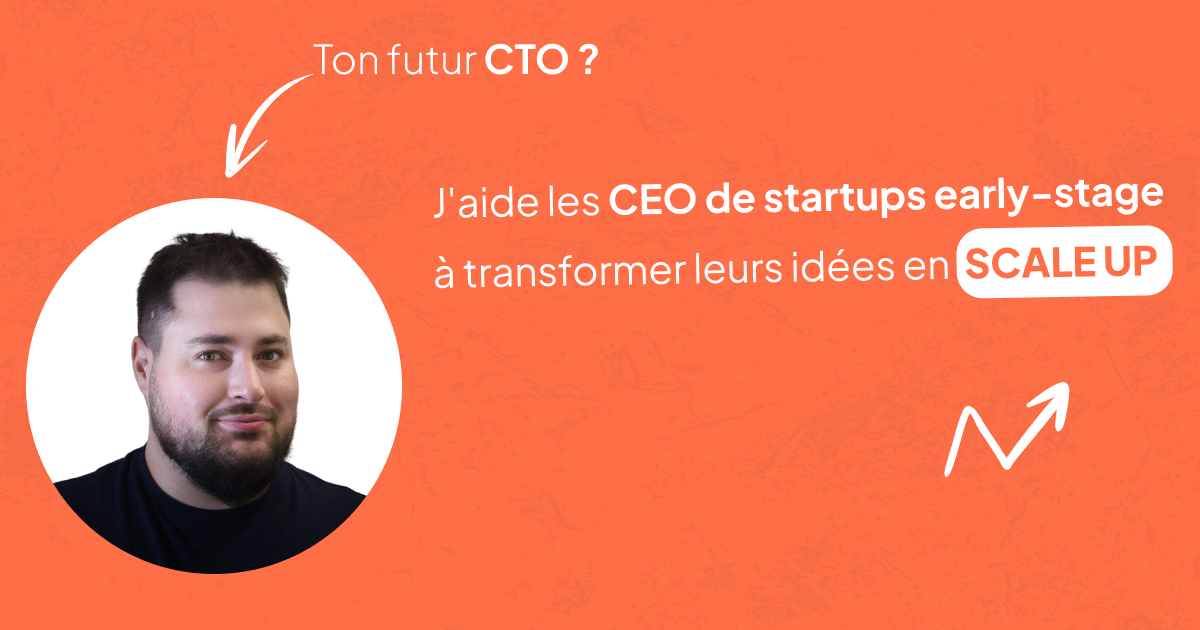 Ton futur CTO ?
J'aide les CEO de startups early-stage
à transformer leurs idées en SCALE UP